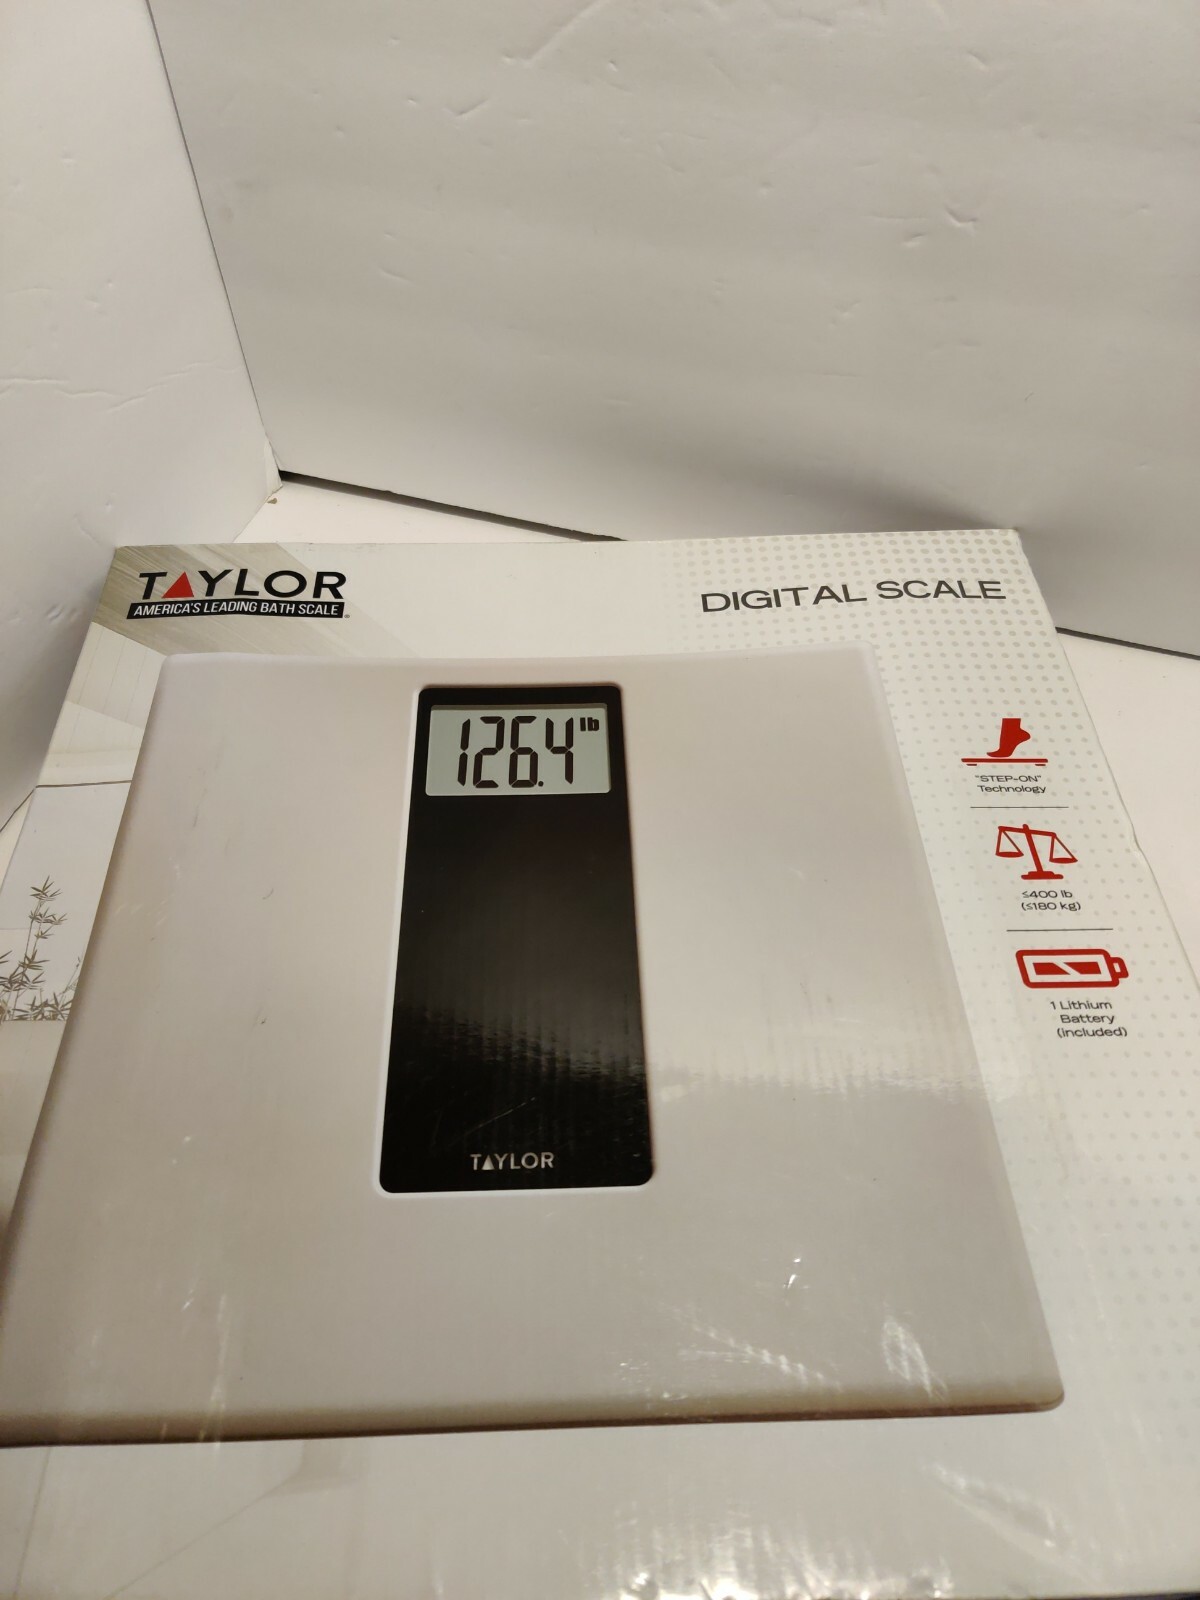 TAYLOR
AMERICA'S LEADING BATH SCALE®
DIGITAL SCALE
126.4 lb
"STEP-ON"
Technology
≤400 lb
(≤180 kg)
1 Lithium
Battery
(included)
TAYLOR